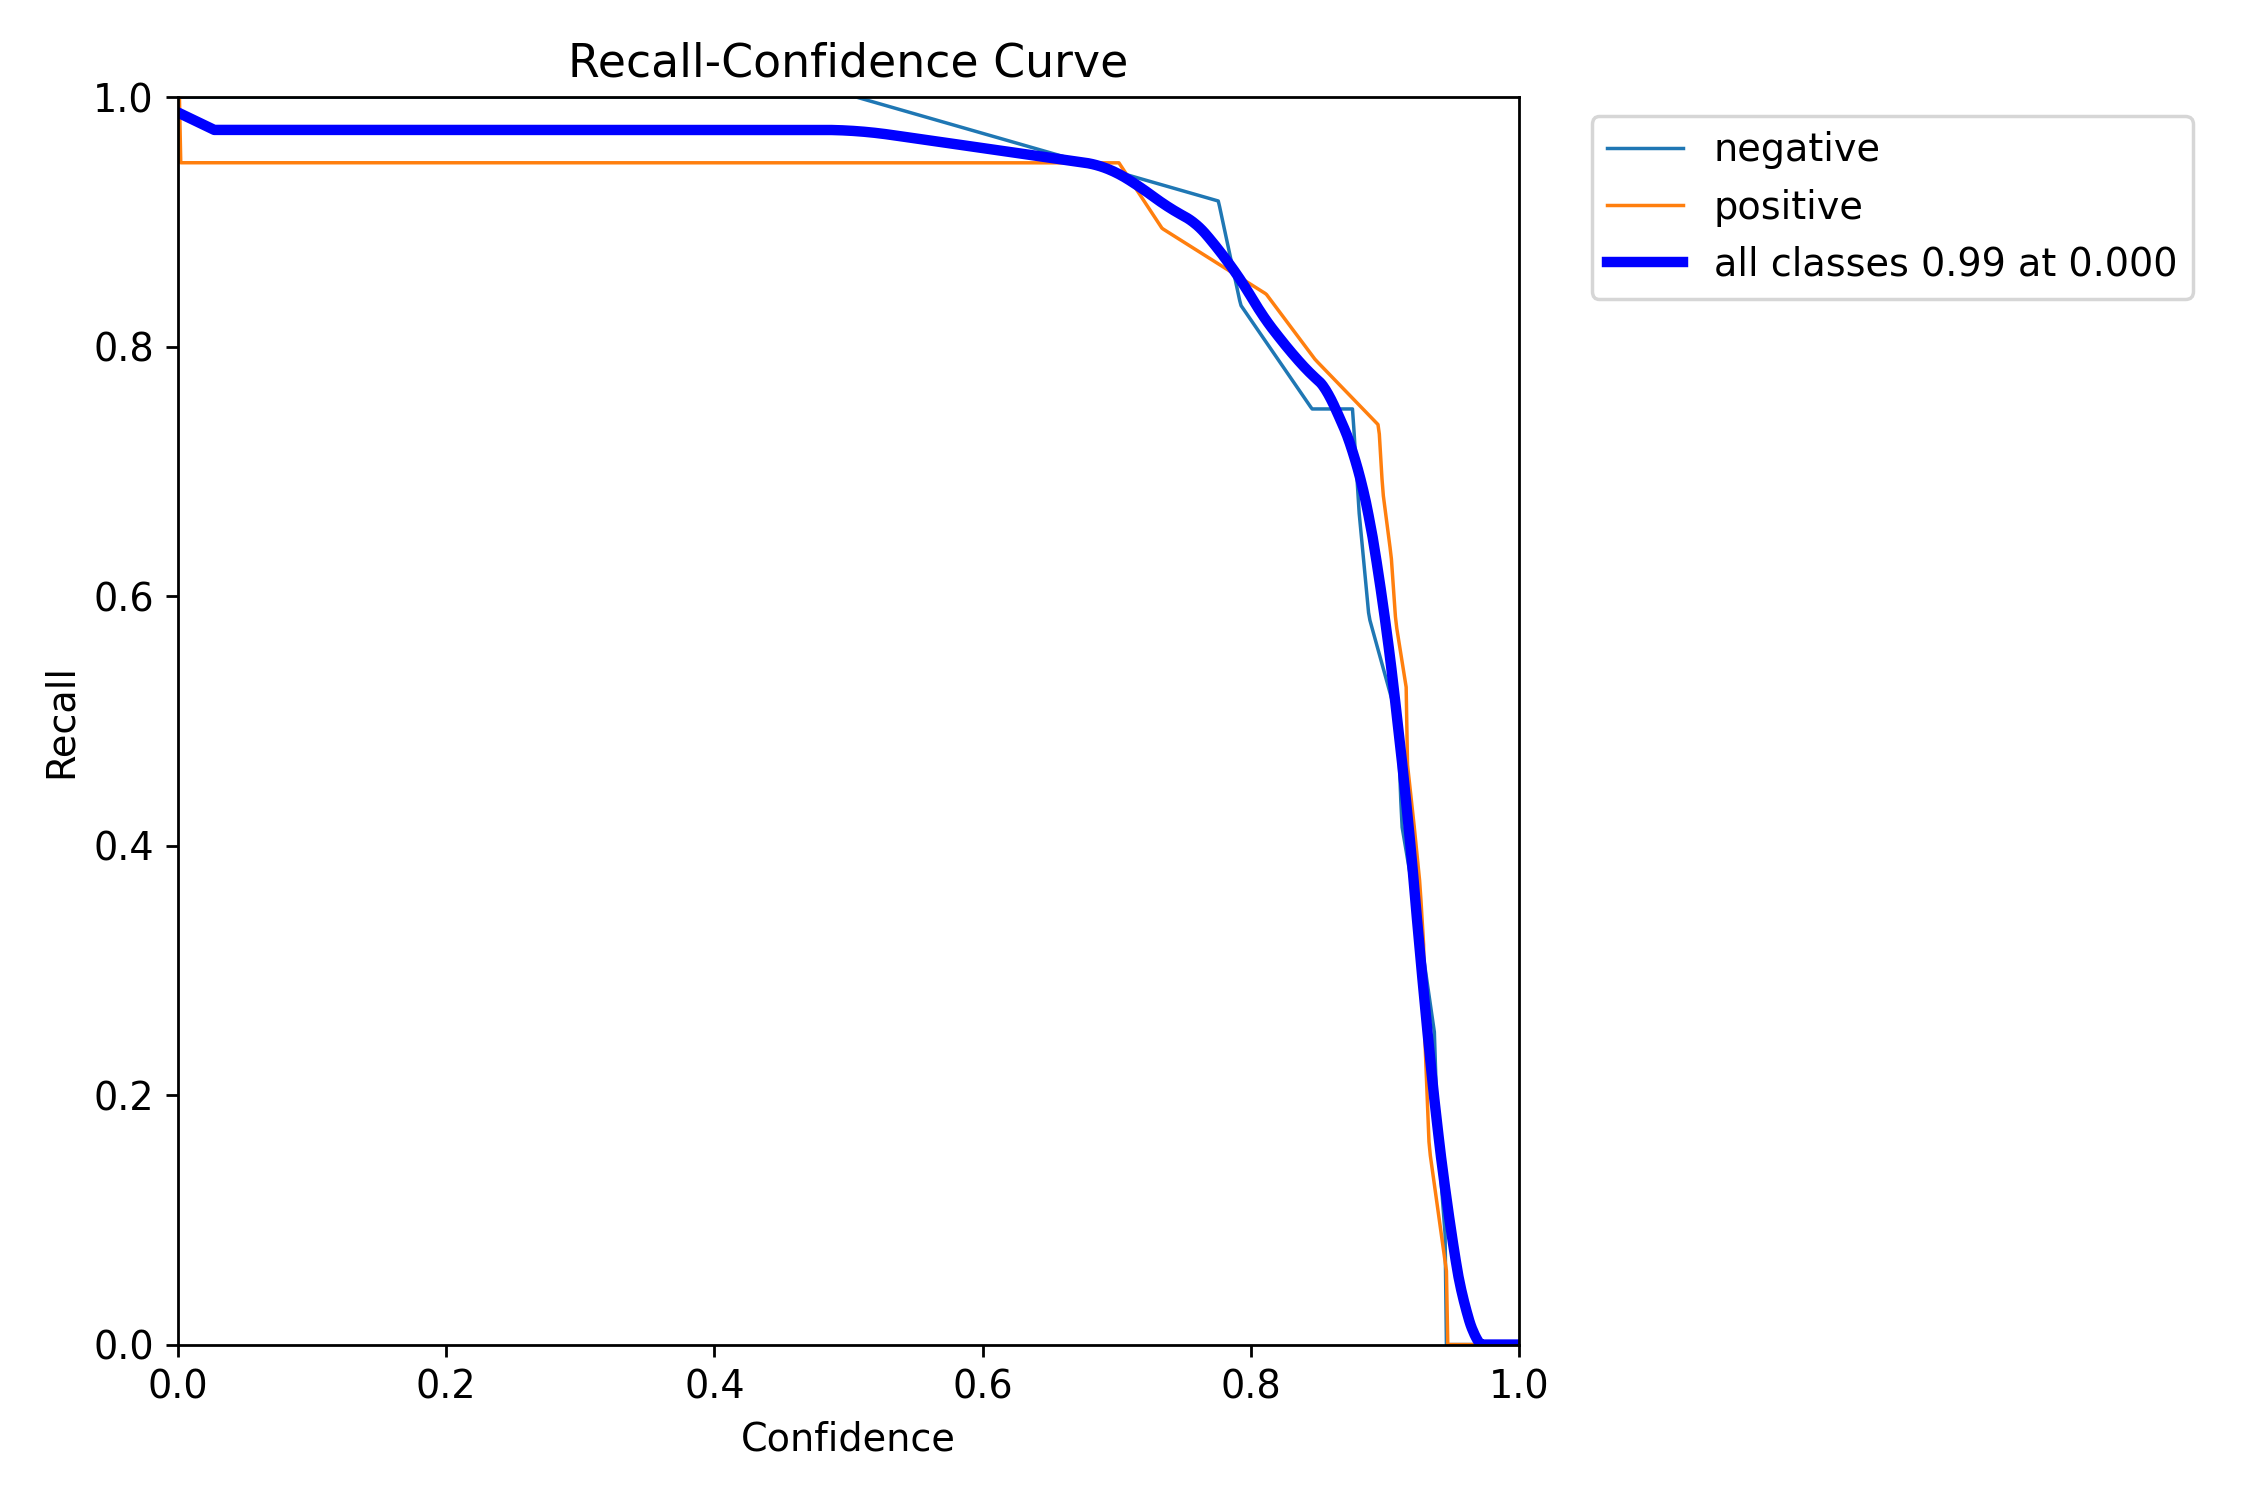 Recall-Confidence Curve
1.0
0.8
0.6
0.4
0.2
0.0
Recall
0.0 0.2 0.4 0.6 0.8 1.0
Confidence
negative
positive
all classes 0.99 at 0.000